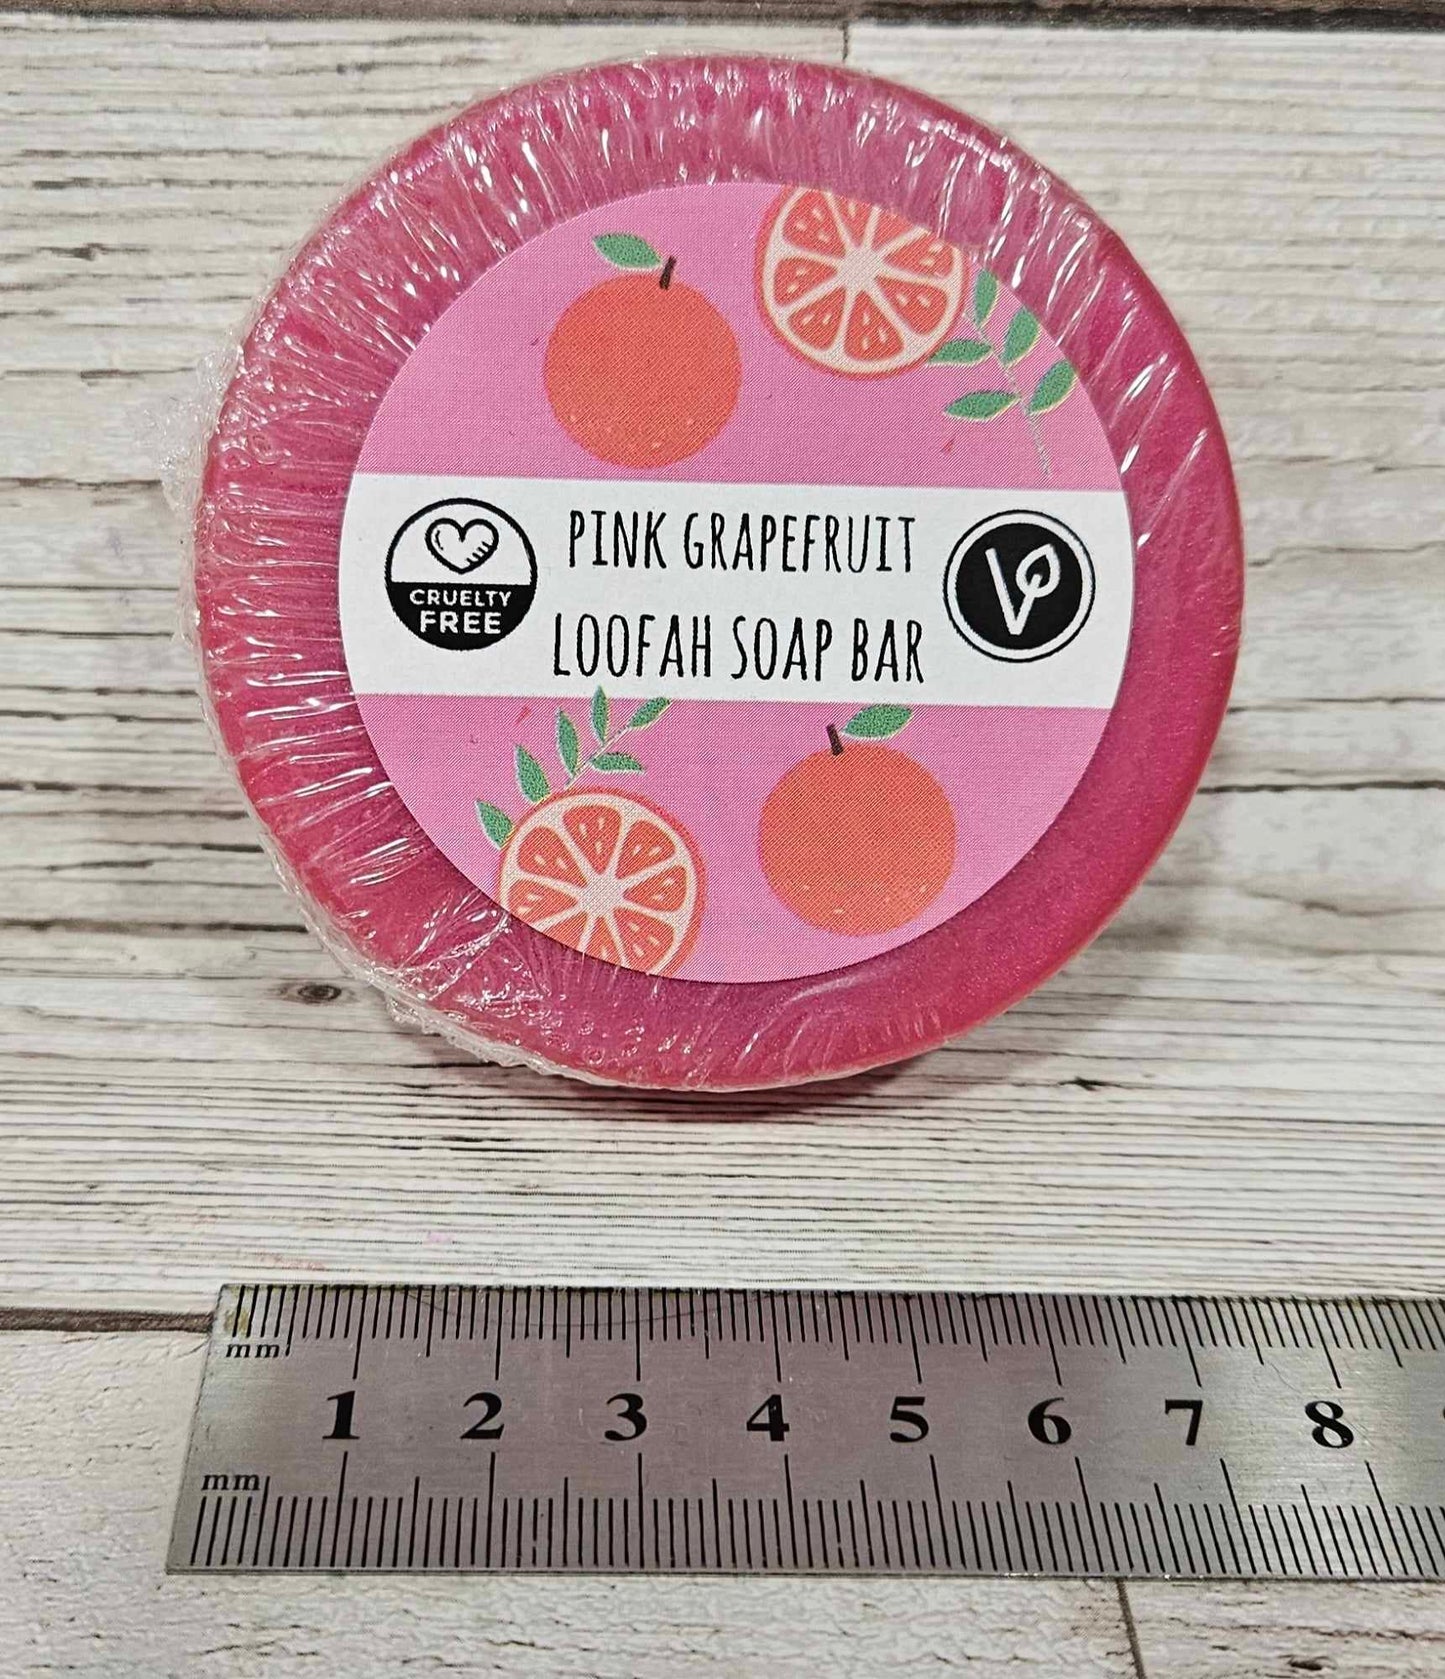 CRUELTY
FREE
PINK GRAPEFRUIT
LOOFAH SOAP BAR
V
mm
1 2 3 4 5 6 7 8
mm